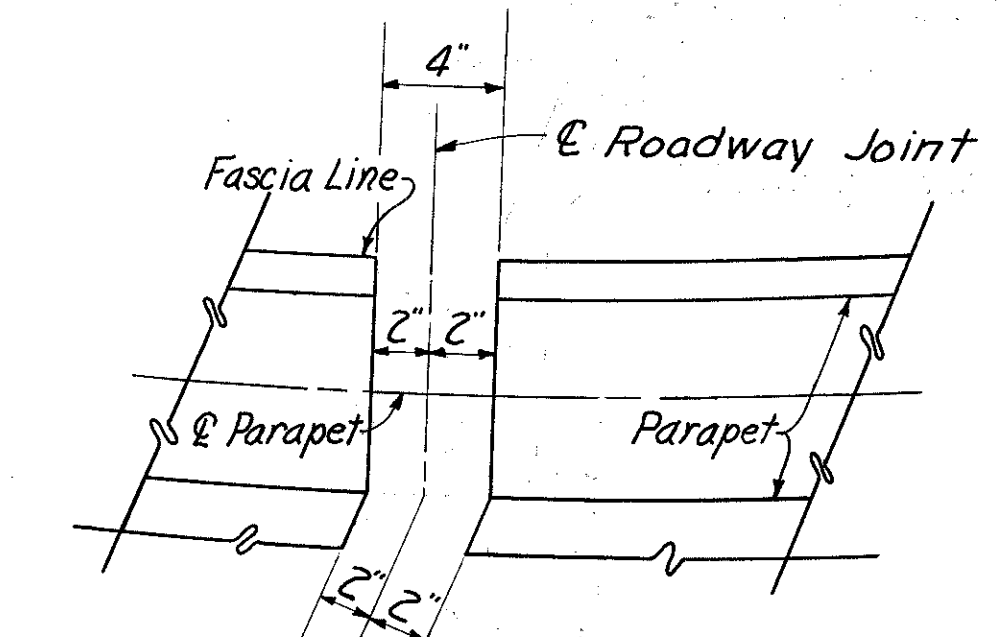 4"
℄ Roadway Joint
Fascia Line
2" 2"
℄ Parapet
Parapet
2"
2"